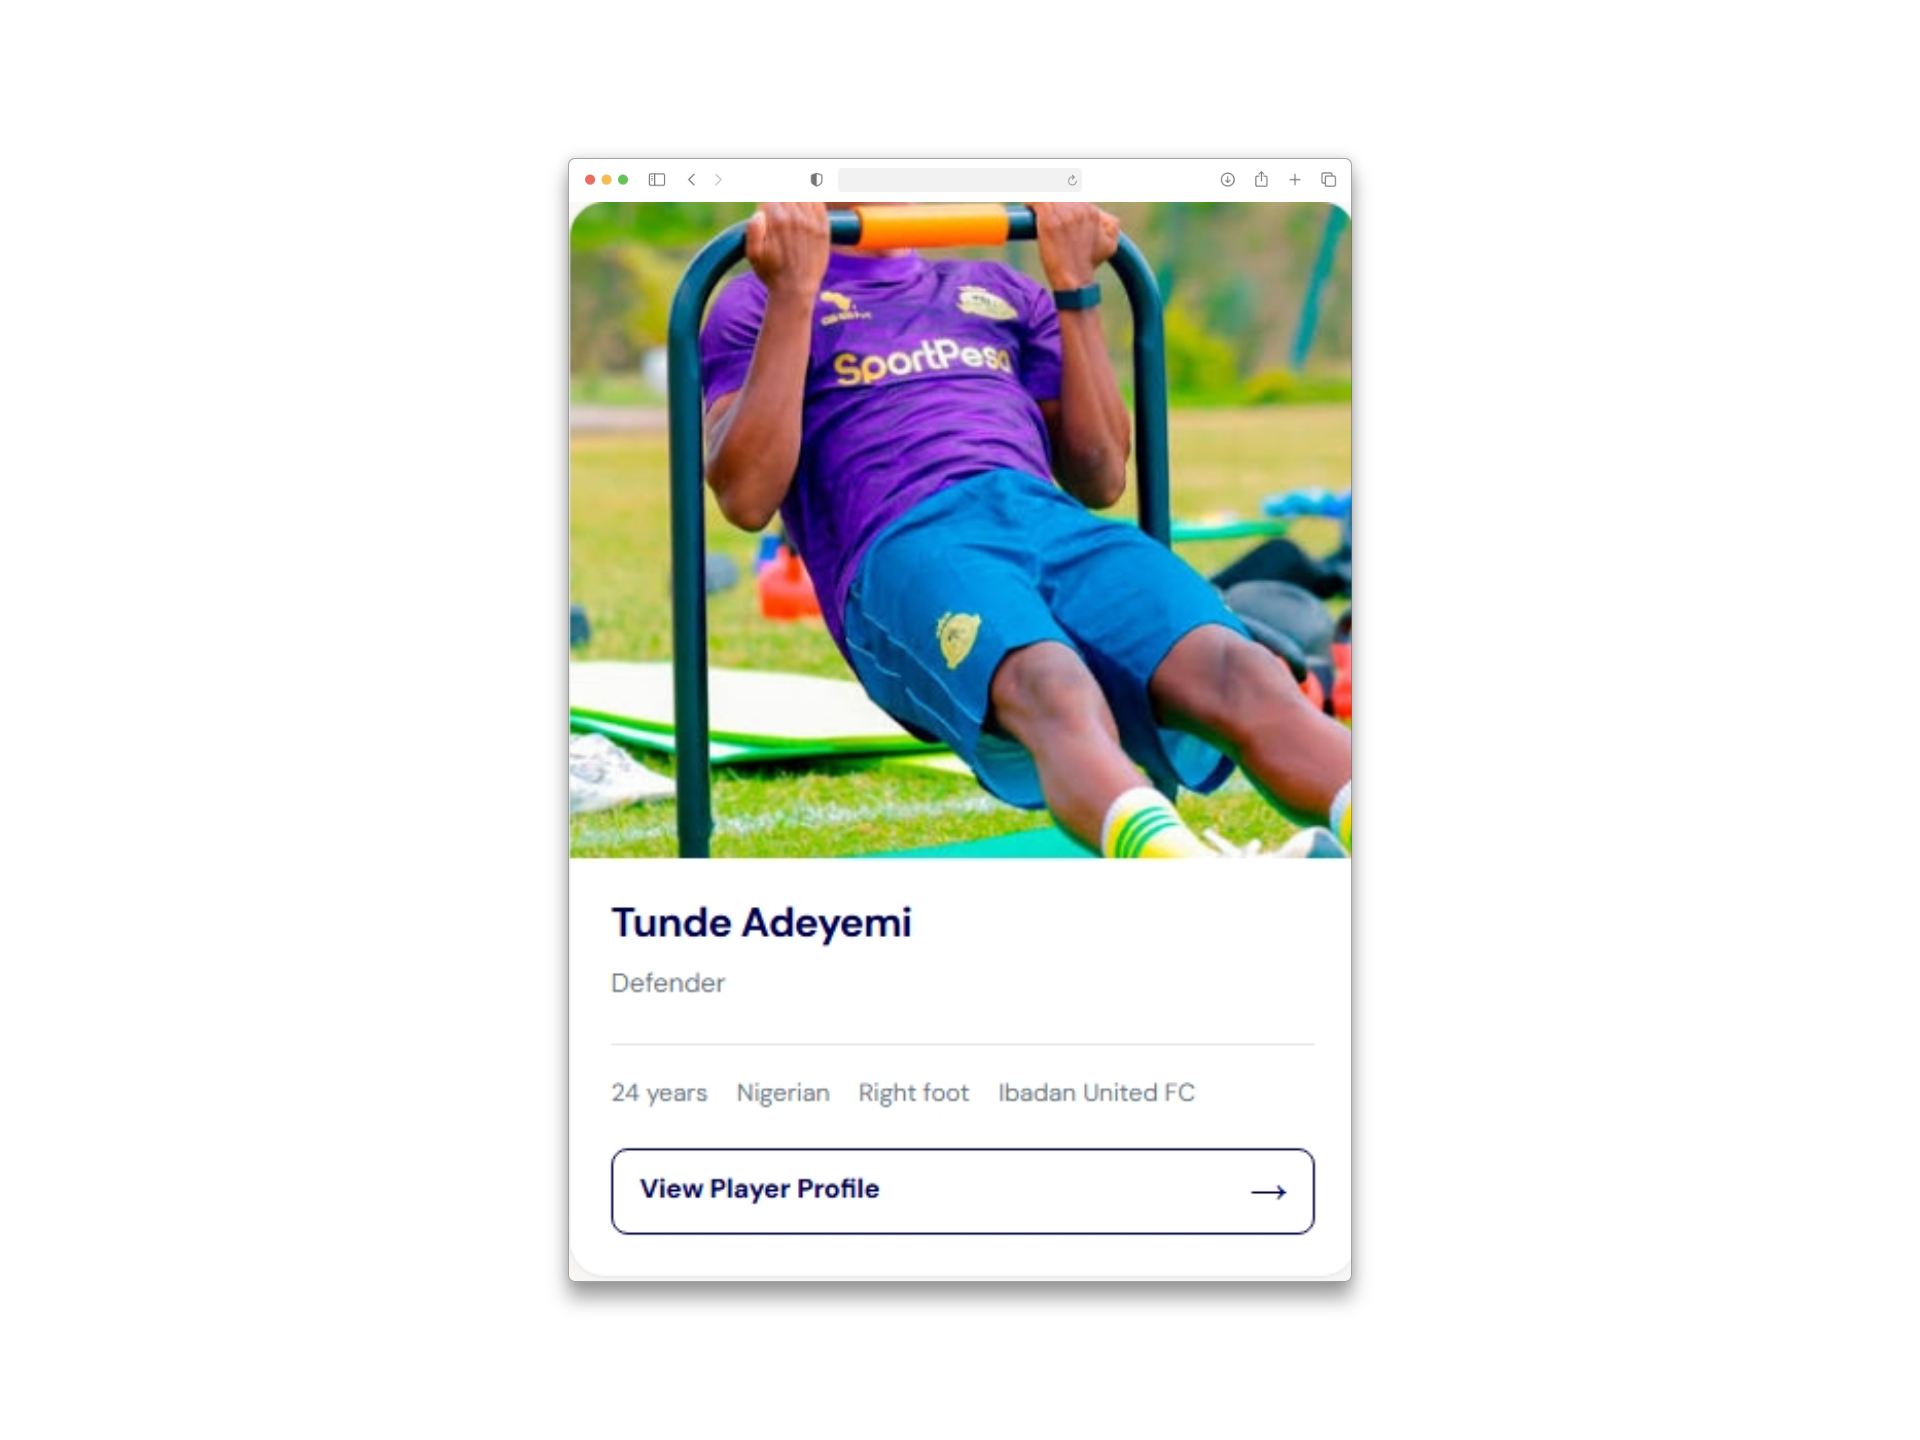 SportPesa
Tunde Adeyemi
Defender
24 years Nigerian Right foot Ibadan United FC
View Player Profile